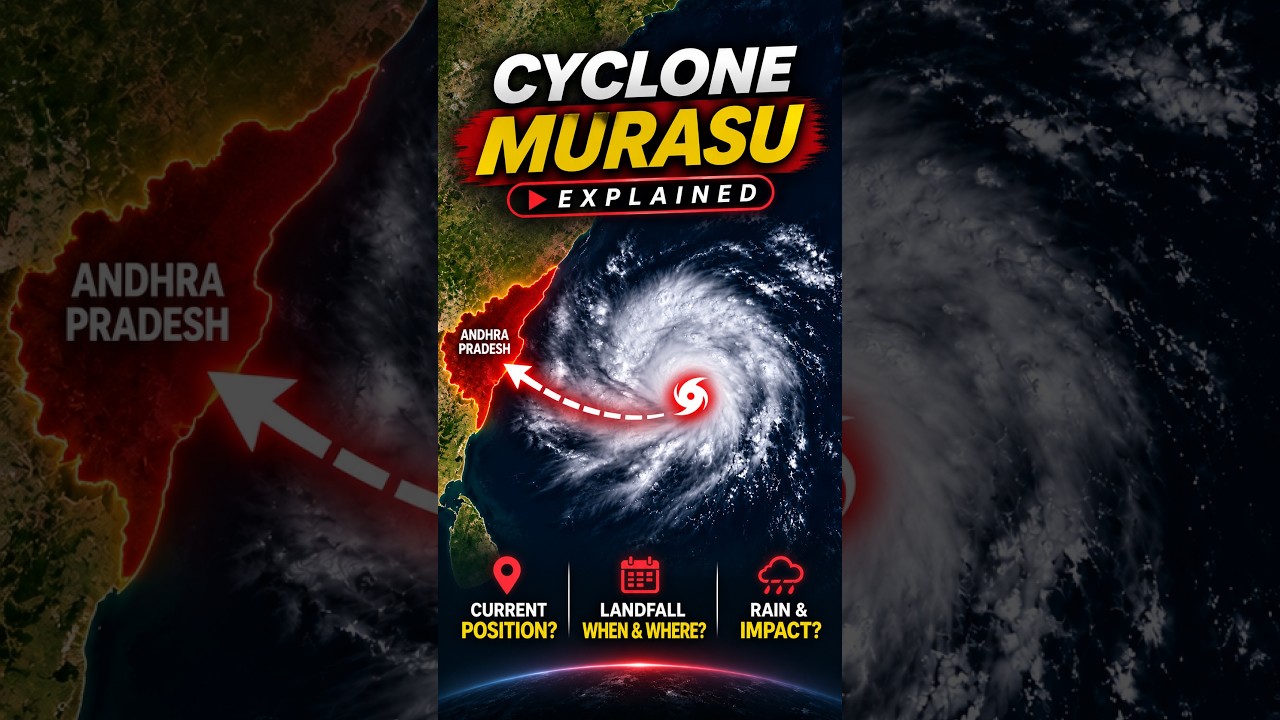 CYCLONE
MURASU
EXPLAINED
ANDHRA
PRADESH
ANDHRA
PRADESH
CURRENT
POSITION?
LANDFALL
WHEN & WHERE?
RAIN &
IMPACT?